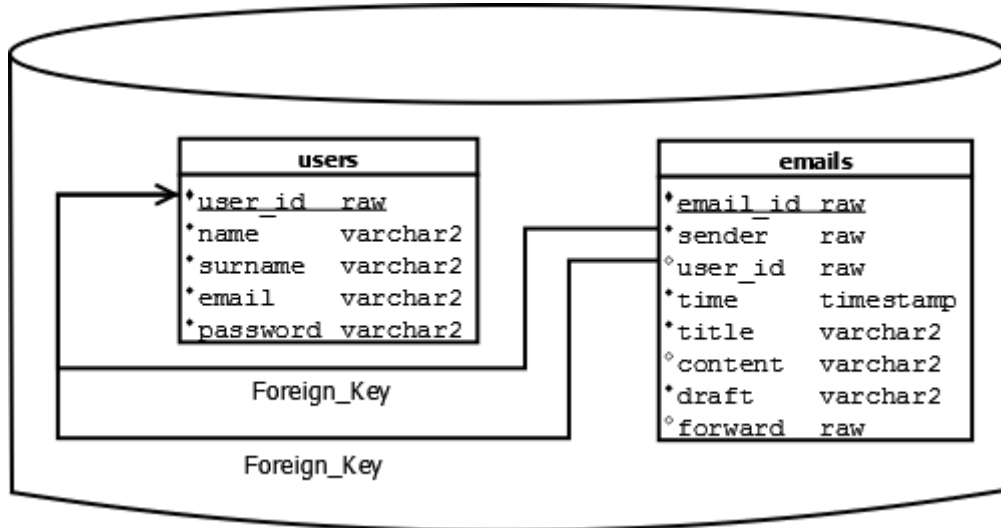 users
user_id raw
name varchar2
surname varchar2
email varchar2
password varchar2
emails
email_id raw
sender raw
user_id raw
time timestamp
title varchar2
content varchar2
draft varchar2
forward raw
Foreign_Key
Foreign_Key